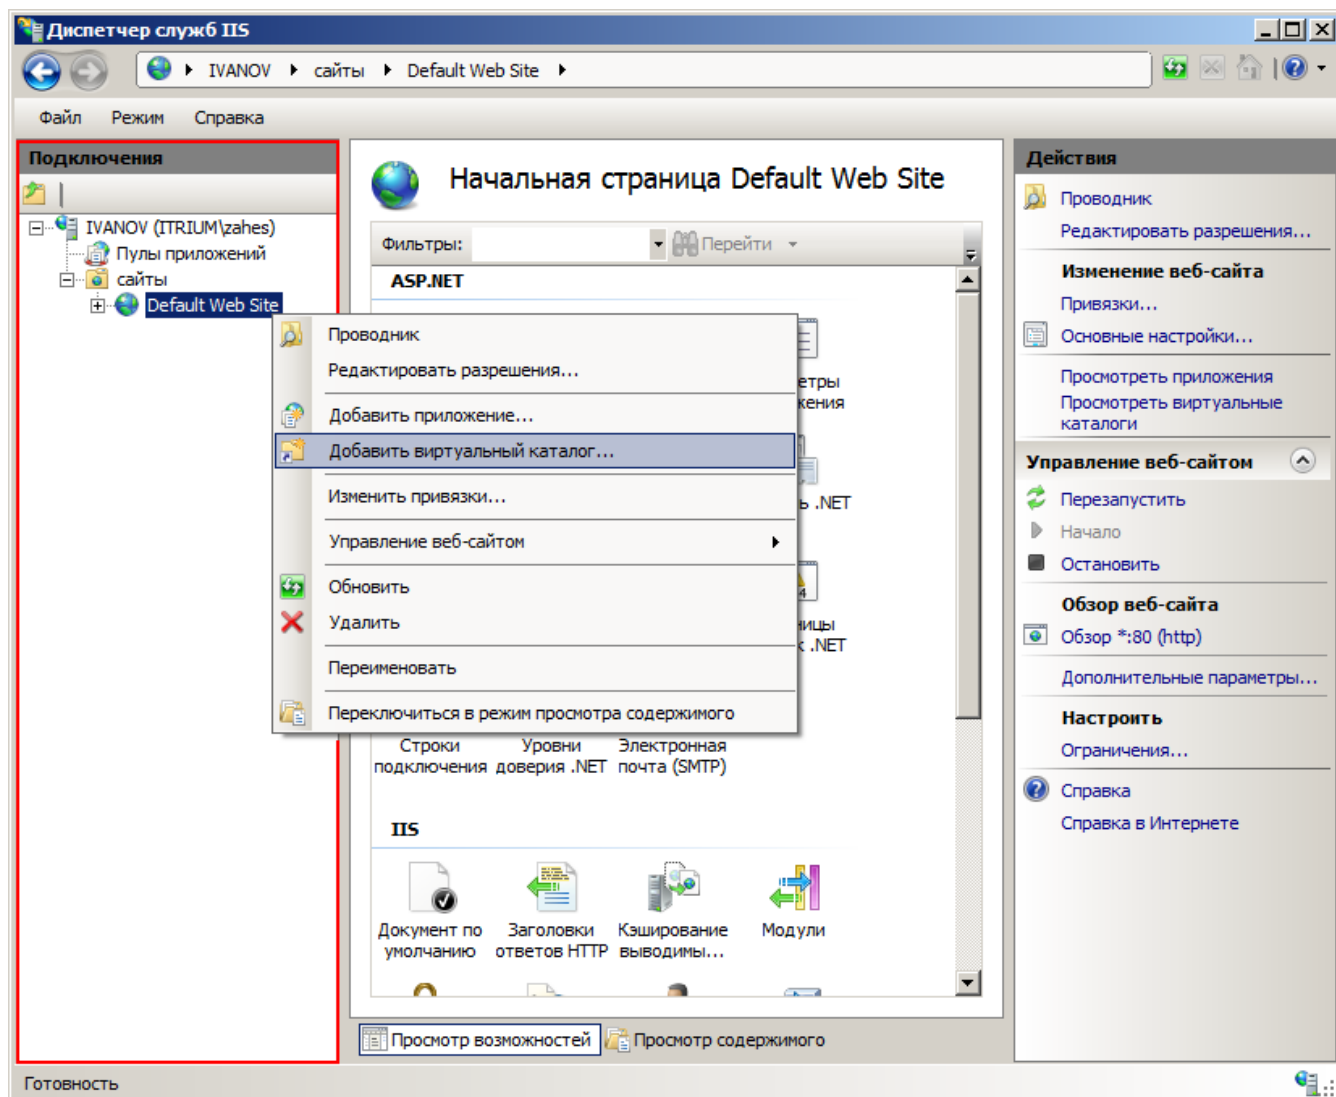 Диспетчер служб IIS
IVANOV
сайты
Default Web Site
Файл
Режим
Справка
Подключения
IVANOV (ITRIUM\zahes)
Пулы приложений
сайты
Default Web Site
Начальная страница Default Web Site
Фильтры:
Перейти
ASP.NET
Проводник
Редактировать разрешения...
Добавить приложение...
Добавить виртуальный каталог...
Изменить привязки...
Управление веб-сайтом
Обновить
Удалить
Переименовать
Переключиться в режим просмотра содержимого
.NET
.NET
Строки
подключения
Уровни
доверия .NET
Электронная
почта (SMTP)
IIS
Документ по
умолчанию
Заголовки
ответов HTTP
Кэширование
выводимы...
Модули
Просмотр возможностей
Просмотр содержимого
Действия
Проводник
Редактировать разрешения...
Изменение веб-сайта
Привязки...
Основные настройки...
Просмотреть приложения
Просмотреть виртуальные
каталоги
Управление веб-сайтом
Перезапустить
Начало
Остановить
Обзор веб-сайта
Обзор *:80 (http)
Дополнительные параметры...
Настроить
Ограничения...
Справка
Справка в Интернете
Готовность